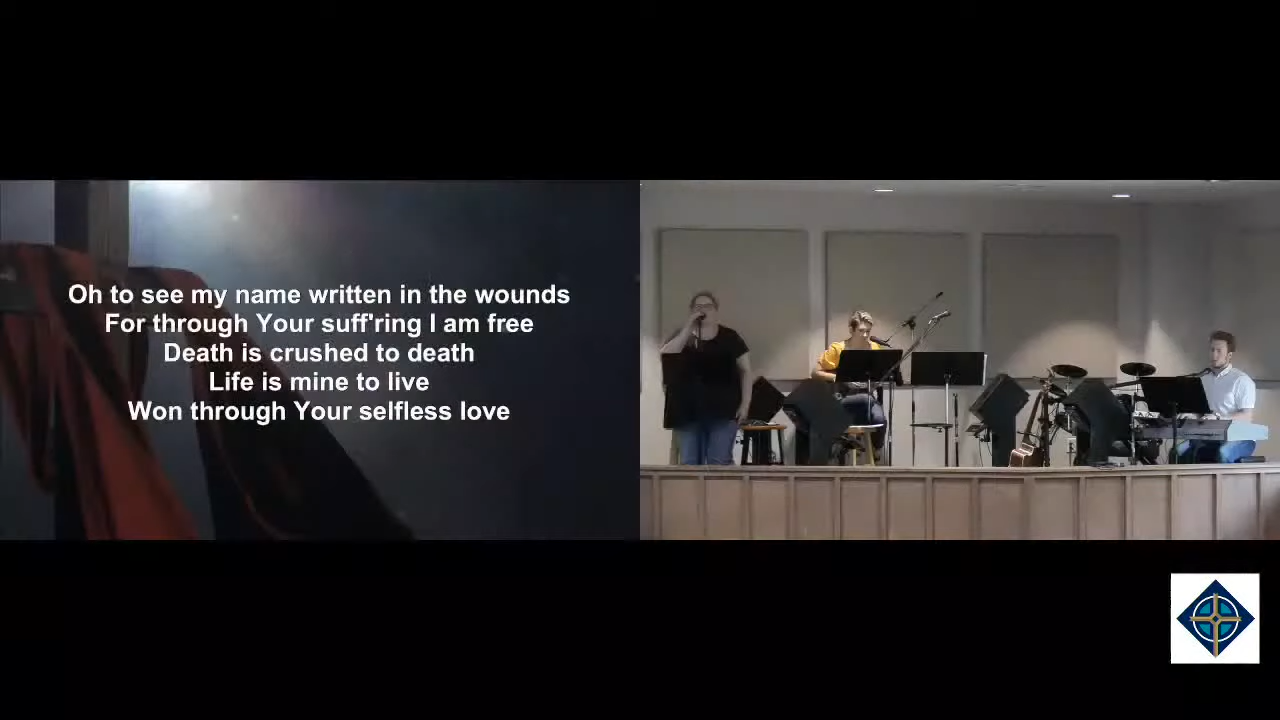 Oh to see my name written in the wounds
For through Your suff'ring I am free
Death is crushed to death
Life is mine to live
Won through Your selfless love